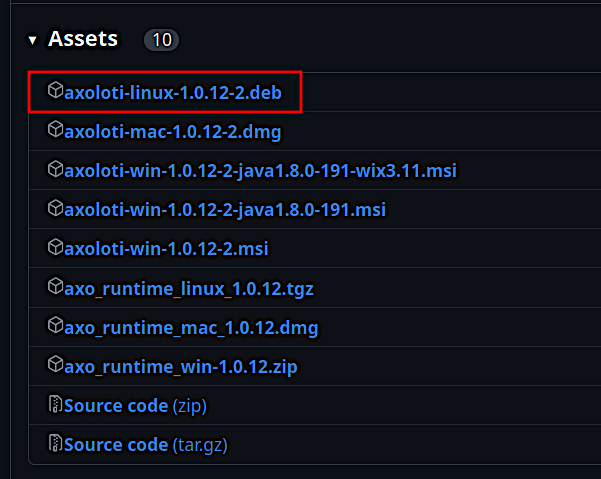 Assets 10
axoloti-linux-1.0.12-2.deb
axoloti-mac-1.0.12-2.dmg
axoloti-win-1.0.12-2-java1.8.0-191-wix3.11.msi
axoloti-win-1.0.12-2-java1.8.0-191.msi
axoloti-win-1.0.12-2.msi
axo_runtime_linux_1.0.12.tgz
axo_runtime_mac_1.0.12.dmg
axo_runtime_win-1.0.12.zip
Source code (zip)
Source code (tar.gz)